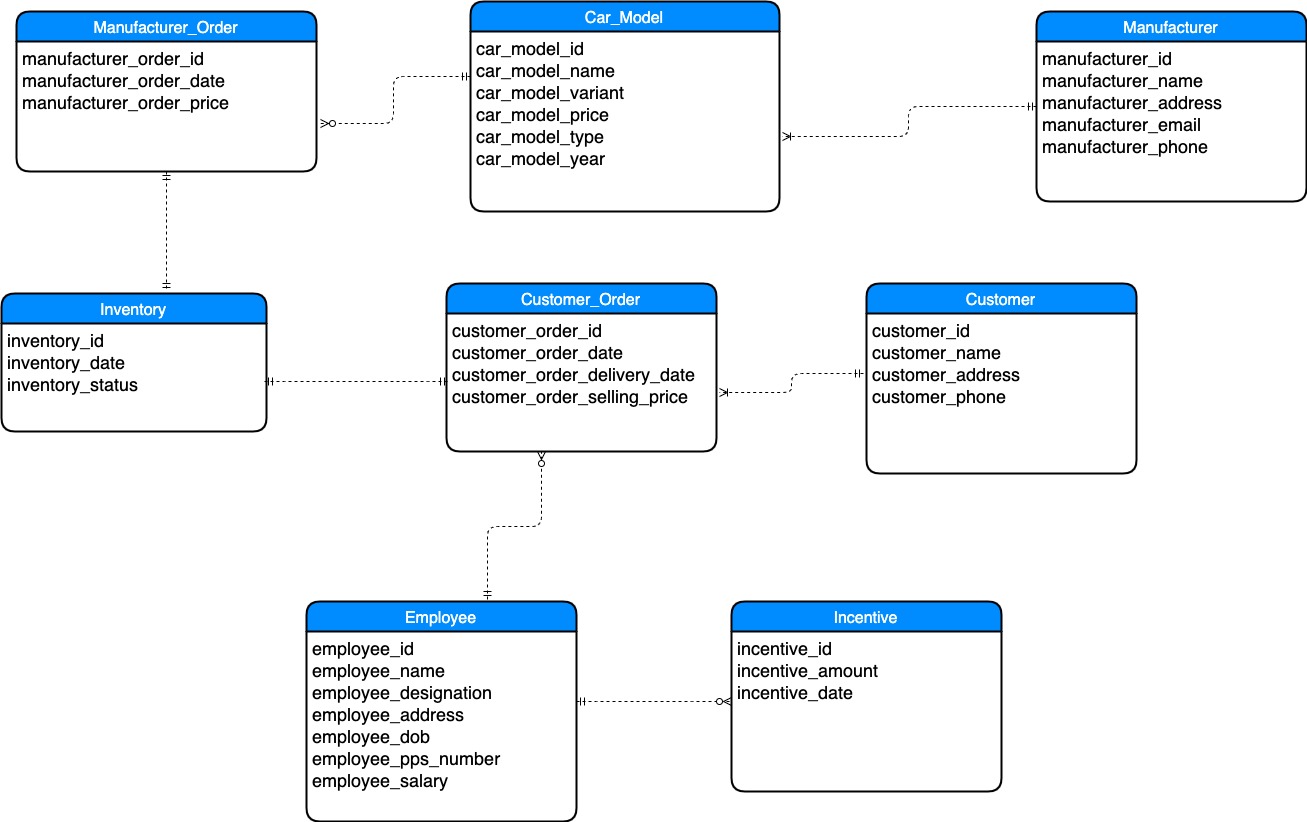 Manufacturer_Order
manufacturer_order_id
manufacturer_order_date
manufacturer_order_price
Car_Model
car_model_id
car_model_name
car_model_variant
car_model_price
car_model_type
car_model_year
Manufacturer
manufacturer_id
manufacturer_name
manufacturer_address
manufacturer_email
manufacturer_phone
Inventory
inventory_id
inventory_date
inventory_status
Customer_Order
customer_order_id
customer_order_date
customer_order_delivery_date
customer_order_selling_price
Customer
customer_id
customer_name
customer_address
customer_phone
Employee
employee_id
employee_name
employee_designation
employee_address
employee_dob
employee_pps_number
employee_salary
Incentive
incentive_id
incentive_amount
incentive_date